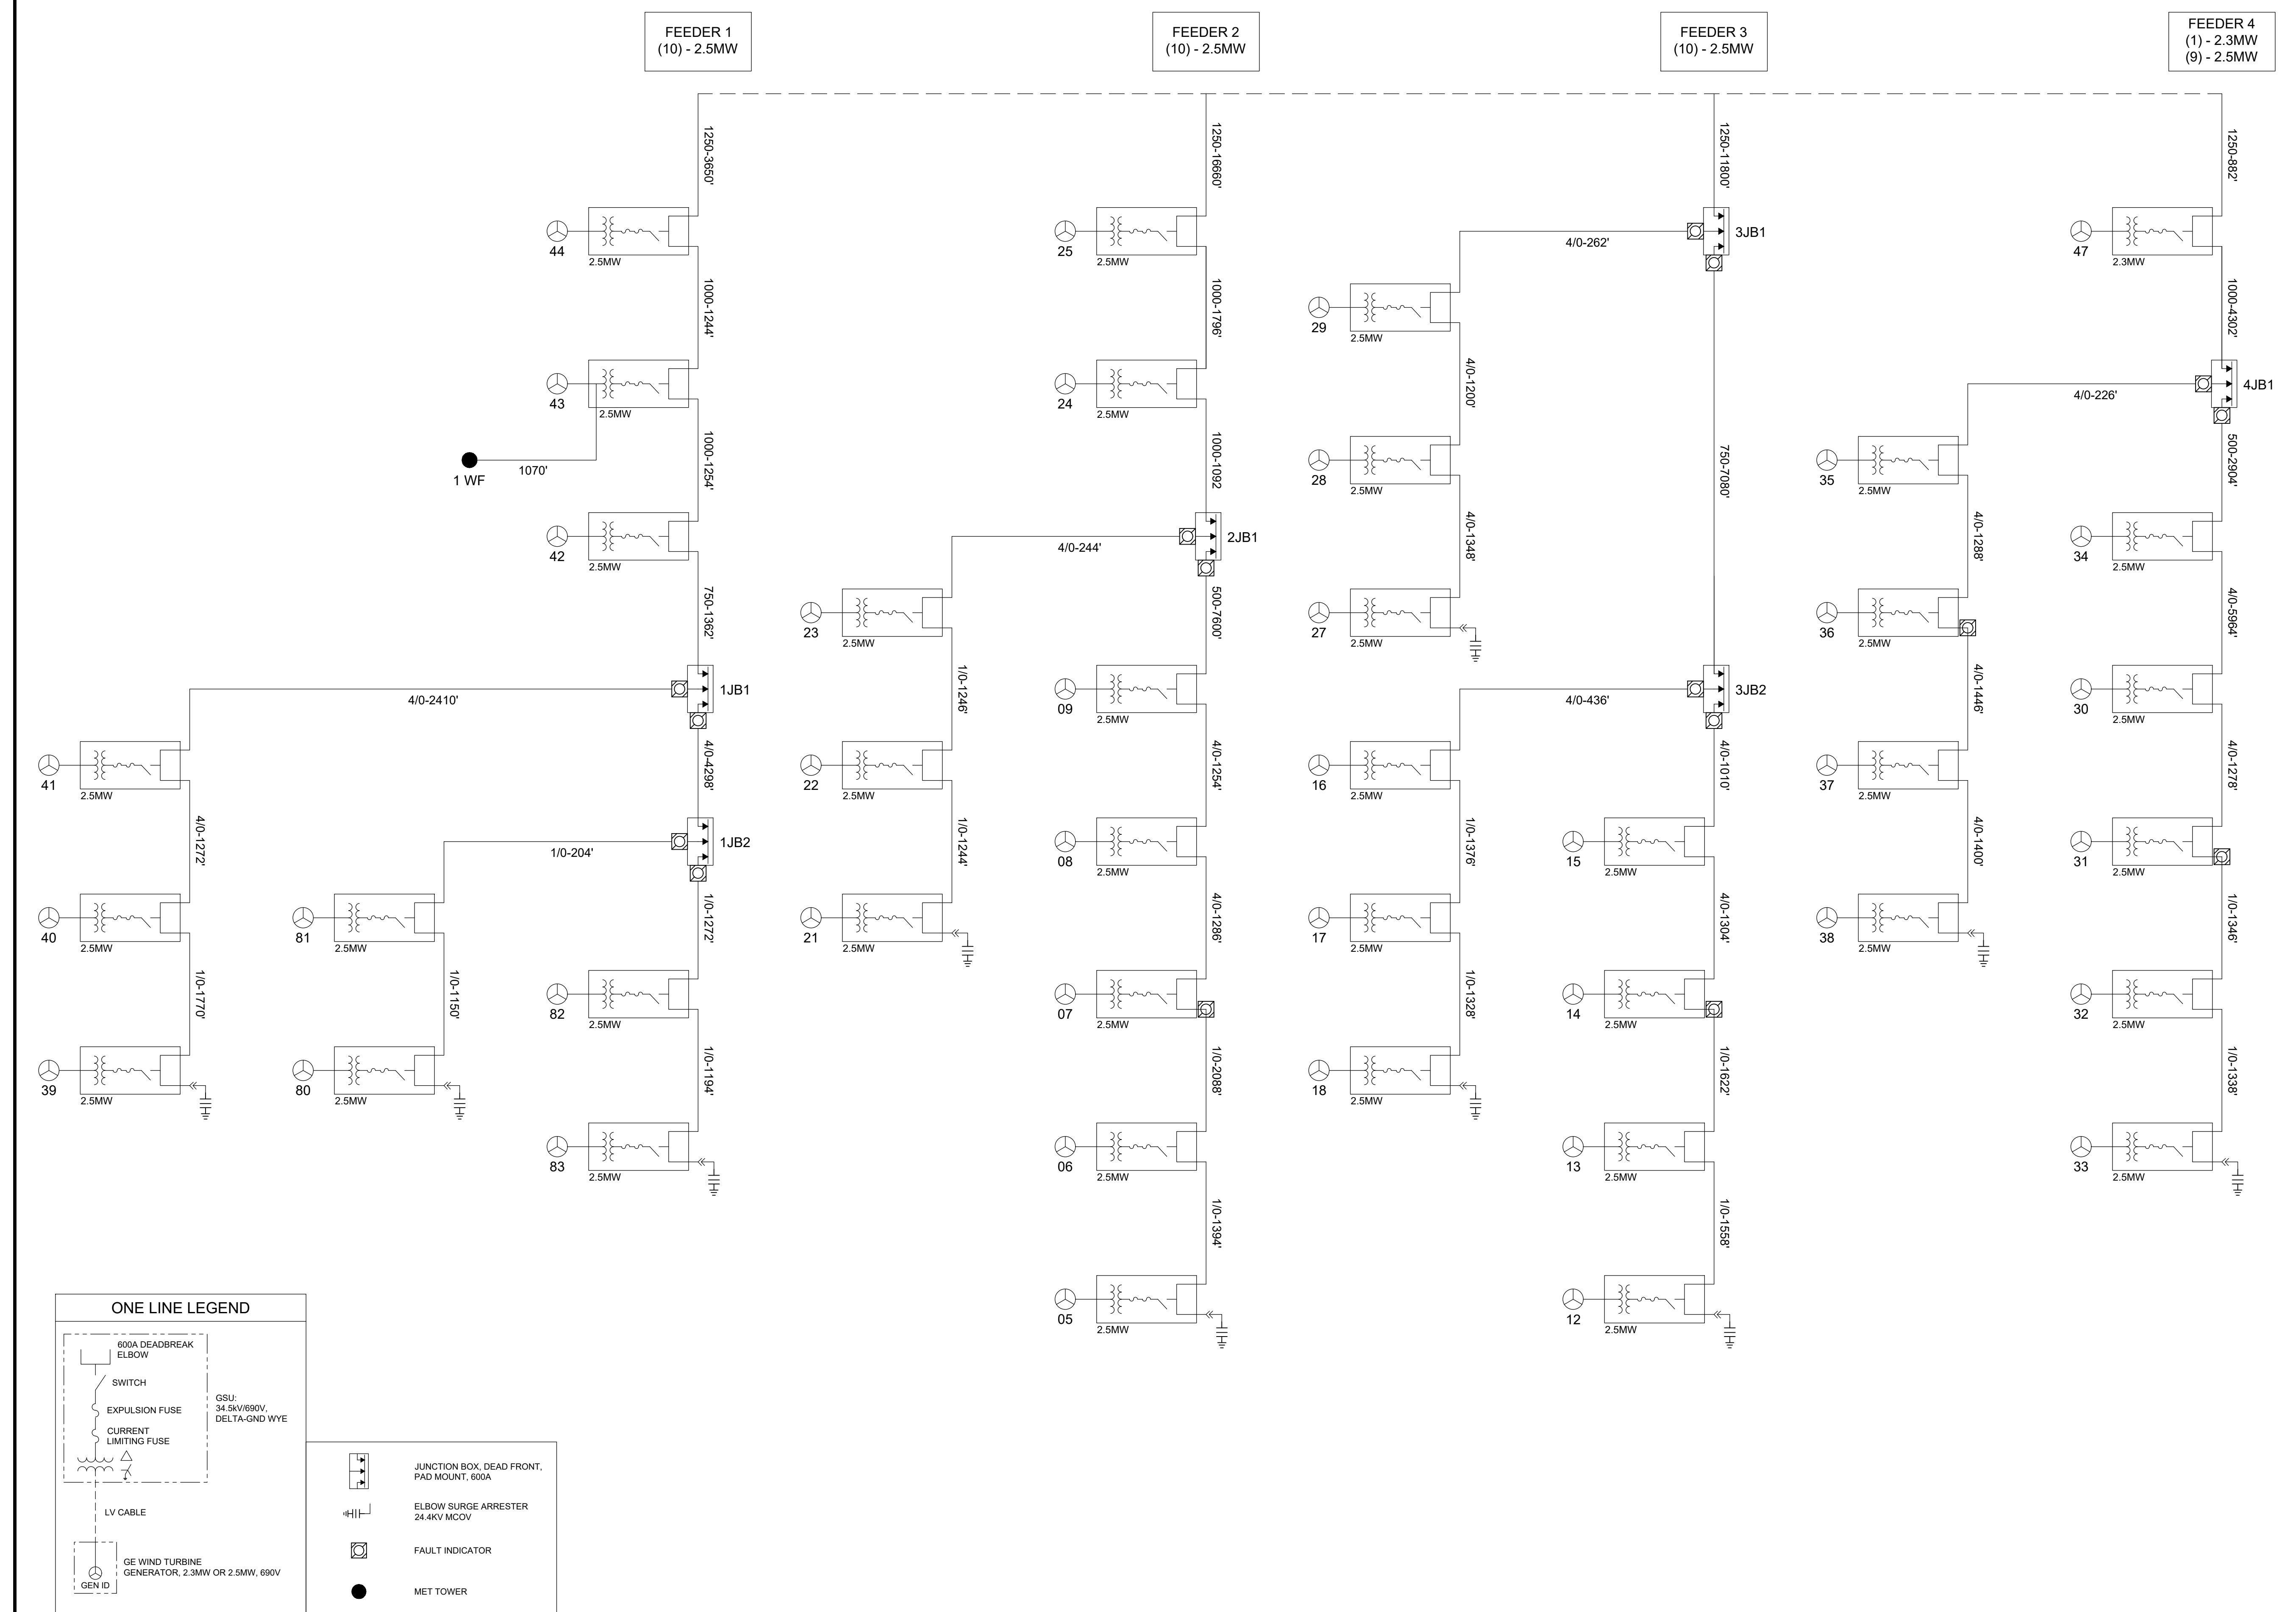 FEEDER 1
(10) - 2.5MW
FEEDER 2
(10) - 2.5MW
FEEDER 3
(10) - 2.5MW
FEEDER 4
(1) - 2.3MW
(9) - 2.5MW
1250-3650'
44
2.5MW
1000-1244'
43
2.5MW
1 WF
1070'
1000-1254'
42
2.5MW
750-1362'
1JB1
4/0-2410'
41
2.5MW
4/0-1272'
40
2.5MW
1/0-1770'
39
2.5MW
4/0-4298'
1JB2
1/0-204'
81
2.5MW
1/0-1150'
80
2.5MW
1/0-1272'
82
2.5MW
1/0-1194'
83
2.5MW
1250-16660'
25
2.5MW
1000-1796'
24
2.5MW
1000-1092
2JB1
4/0-244'
23
2.5MW
1/0-1246'
22
2.5MW
1/0-1244'
21
2.5MW
500-7600'
09
2.5MW
4/0-1254'
08
2.5MW
4/0-1286'
07
2.5MW
1/0-2088'
06
2.5MW
1/0-1394'
05
2.5MW
1250-11800'
3JB1
4/0-262'
29
2.5MW
4/0-1200'
28
2.5MW
4/0-1348'
27
2.5MW
750-7080'
3JB2
4/0-436'
16
2.5MW
1/0-1376'
17
2.5MW
1/0-1328'
18
2.5MW
4/0-1010'
15
2.5MW
4/0-1304'
14
2.5MW
1/0-1622'
13
2.5MW
1/0-1558'
12
2.5MW
1250-882'
47
2.3MW
1000-4302'
4JB1
4/0-226'
35
2.5MW
4/0-1288'
36
2.5MW
4/0-1446'
37
2.5MW
4/0-1400'
38
2.5MW
500-2904'
34
2.5MW
4/0-5964'
30
2.5MW
4/0-1278'
31
2.5MW
1/0-1346'
32
2.5MW
1/0-1338'
33
2.5MW
ONE LINE LEGEND
600A DEADBREAK
ELBOW
SWITCH
EXPULSION FUSE
CURRENT
LIMITING FUSE
GSU:
34.5kV/690V,
DELTA-GND WYE
LV CABLE
GE WIND TURBINE
GENERATOR, 2.3MW OR 2.5MW, 690V
GEN ID
JUNCTION BOX, DEAD FRONT,
PAD MOUNT, 600A
ELBOW SURGE ARRESTER
24.4KV MCOV
FAULT INDICATOR
MET TOWER